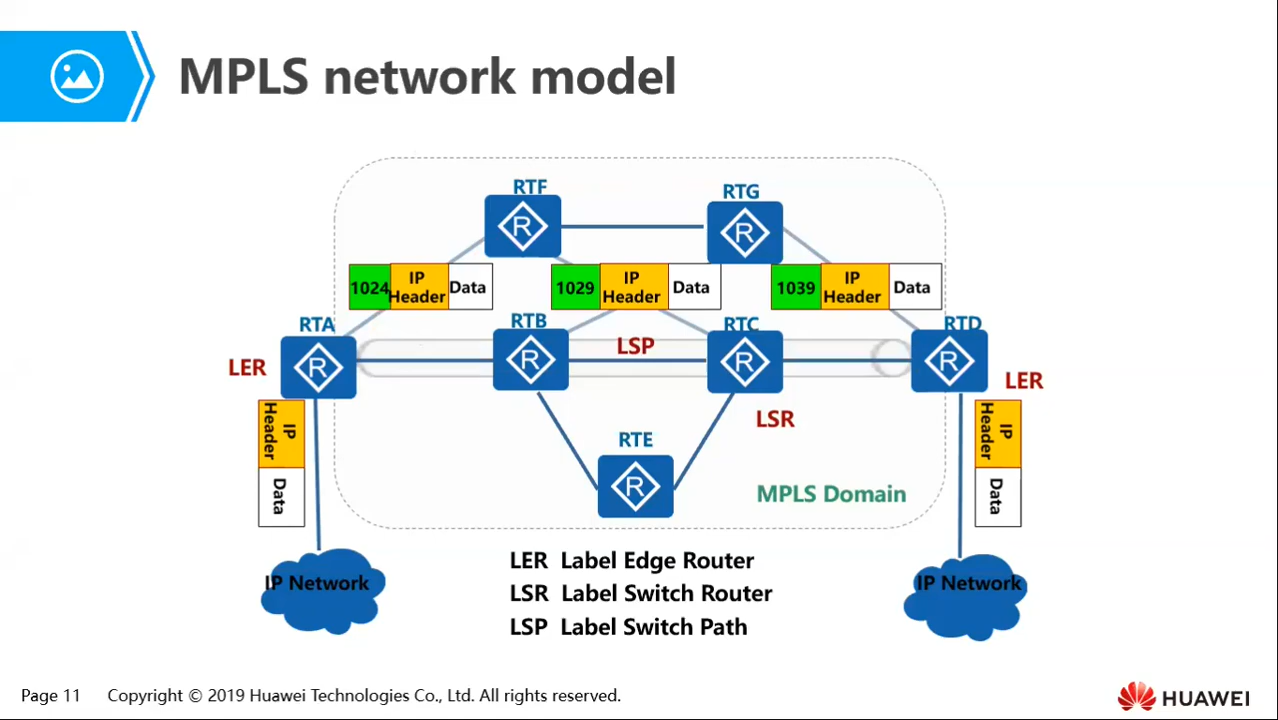 MPLS network model
RTF
RTG
1024
IP
Header
Data
1029
IP
Header
Data
1039
IP
Header
Data
RTA
RTB
LSP
RTC
RTD
LER
LER
LSR
IP
Header
Data
RTE
IP
Header
Data
MPLS Domain
IP Network
IP Network
LER Label Edge Router
LSR Label Switch Router
LSP Label Switch Path
Page 11 Copyright © 2019 Huawei Technologies Co., Ltd. All rights reserved.
HUAWEI